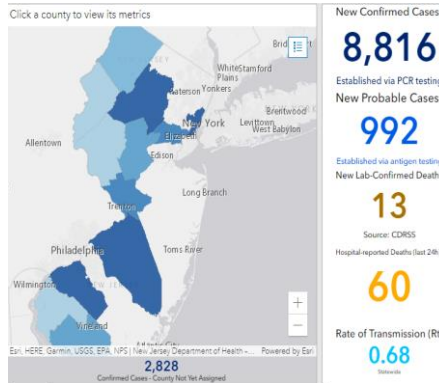 Click a county to view its metrics
WhiteStamford
Plains
Yonkers
New York
Brentwood
Levittown
West Babylon
Allentown
Elizabeth
Edison
Long Branch
Trenton
Philadelphia
Toms River
Wilmington
Vineland
+
−
Esri, HERE, Garmin, USGS, EPA, NPS | New Jersey Department of Health - ... Powered by Esri
2,828
Confirmed Cases - County Not Yet Assigned
New Confirmed Cases
8,816
Established via PCR testing
New Probable Cases
992
Established via antigen testing
New Lab-Confirmed Death
13
Source: CDRSS
Hospital-reported Deaths (last 24h
60
Rate of Transmission (Rt
0.68
Statewide